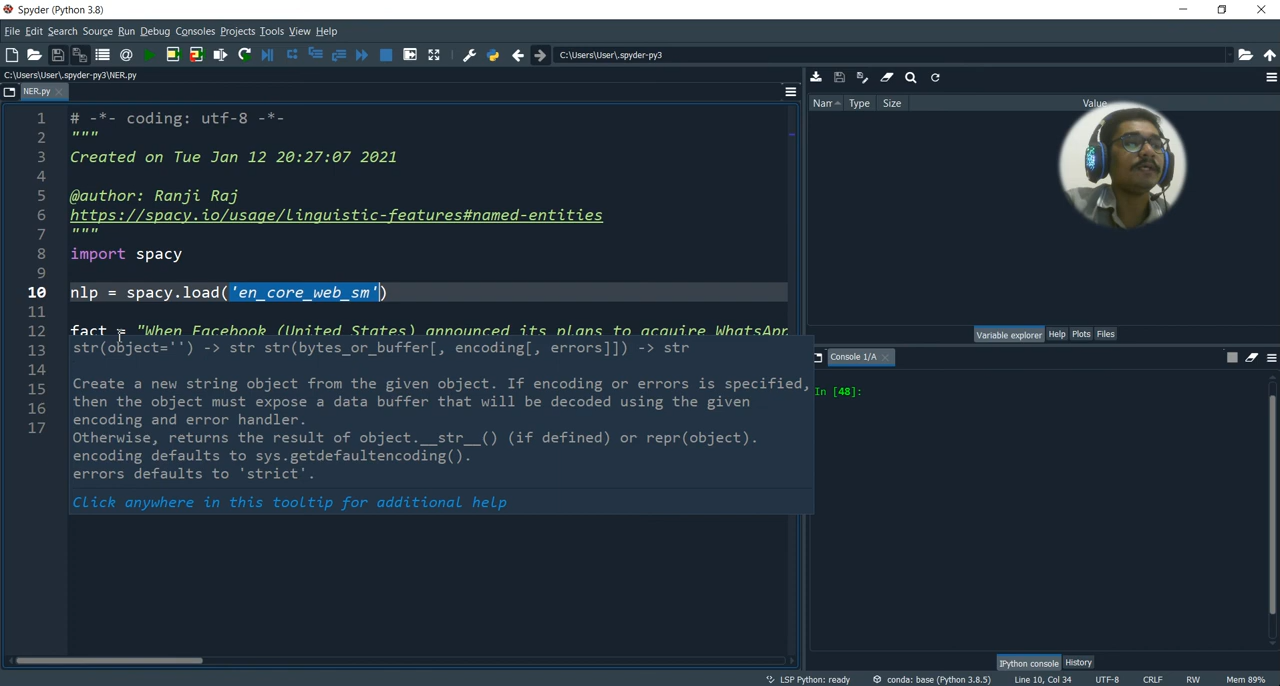 Spyder (Python 3.8)
File Edit Search Source Run Debug Consoles Projects Tools View Help
C:\Users\User\.spyder-py3
C:\Users\User\.spyder-py3\NER.py
NER.py
1 # -*- coding: utf-8 -*-
2 """
3 Created on Tue Jan 12 20:27:07 2021
4
5 @author: Ranji Raj
6 https://spacy.io/usage/linguistic-features#named-entities
7 """
8 import spacy
9
10 nlp = spacy.load('en_core_web_sm')
11
12 fact = "When Facebook (United States) announced its plans to acquire WhatsApp
13
14
15
16
17
str(object='') -> str str(bytes_or_buffer[, encoding[, errors]]) -> str
Create a new string object from the given object. If encoding or errors is specified,
then the object must expose a data buffer that will be decoded using the given
encoding and error handler.
Otherwise, returns the result of object.__str__() (if defined) or repr(object).
encoding defaults to sys.getdefaultencoding().
errors defaults to 'strict'.
Click anywhere in this tooltip for additional help
Nam Type Size Value
Variable explorer Help Plots Files
Console 1/A
In [48]:
IPython console History
LSP Python: ready conda: base (Python 3.8.5) Line 10, Col 34 UTF-8 CRLF RW Mem 89%